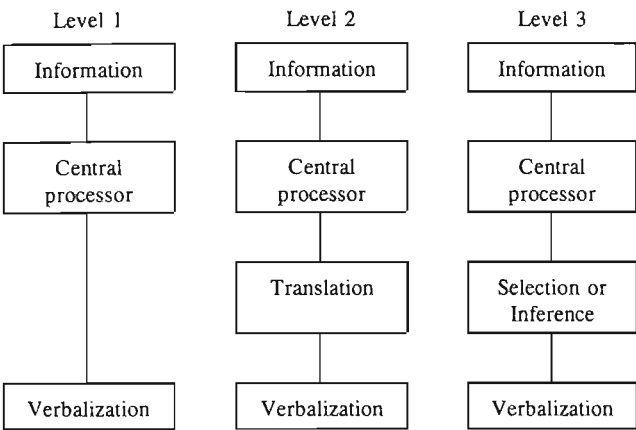 Level 1 Level 2 Level 3
Information Information Information
Central Central Central
processor processor processor
Translation Selection or
Inference
Verbalization Verbalization Verbalization